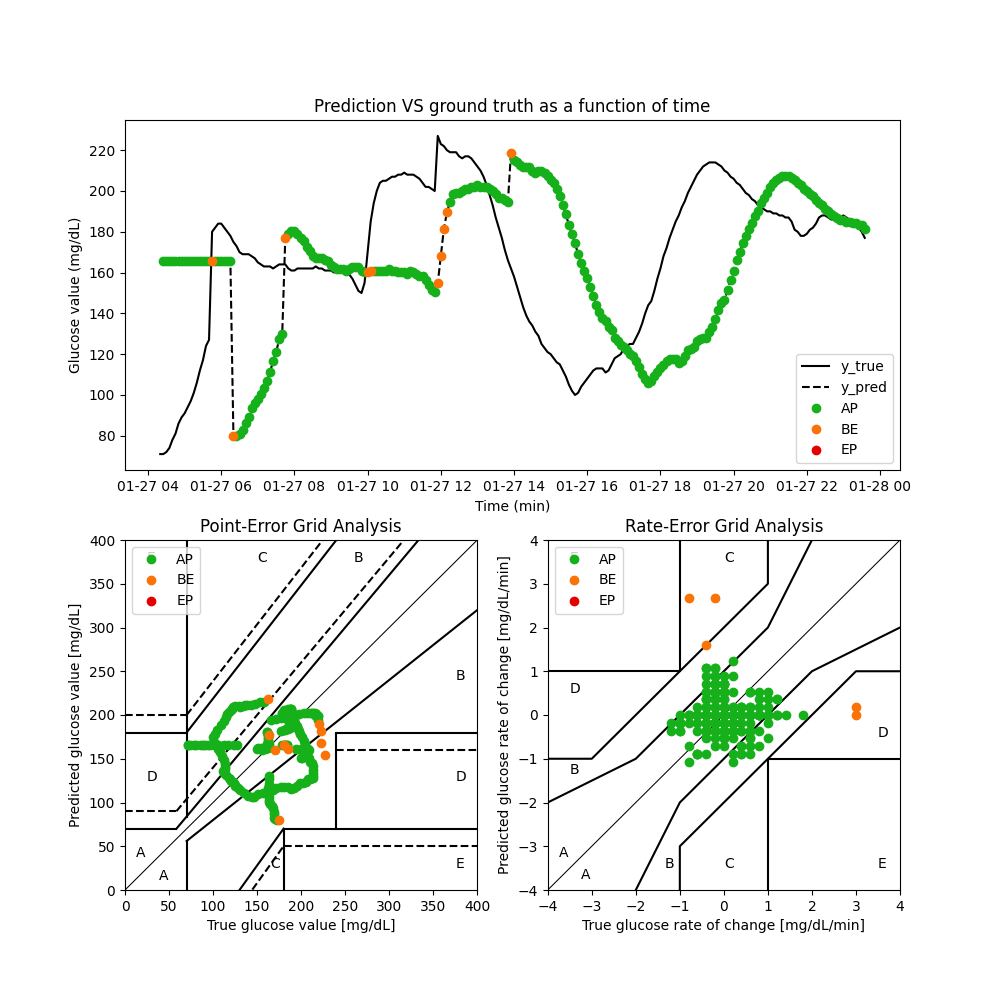 Prediction VS ground truth as a function of time
Glucose value (mg/dL)
220
200
180
160
140
120
100
80
y_true
y_pred
AP
BE
EP
01-27 04 01-27 06 01-27 08 01-27 10 01-27 12 01-27 14 01-27 16 01-27 18 01-27 20 01-27 22 01-28 00
Time (min)
Point-Error Grid Analysis
Predicted glucose value [mg/dL]
400
350
300
250
200
150
100
50
0
AP
BE
EP
C
B
B
D
D
A
A
C
E
0 50 100 150 200 250 300 350 400
True glucose value [mg/dL]
Rate-Error Grid Analysis
Predicted glucose rate of change [mg/dL/min]
4
3
2
1
0
−1
−2
−3
−4
AP
BE
EP
C
D
D
B
A
A
B
C
E
−4 −3 −2 −1 0 1 2 3 4
True glucose rate of change [mg/dL/min]